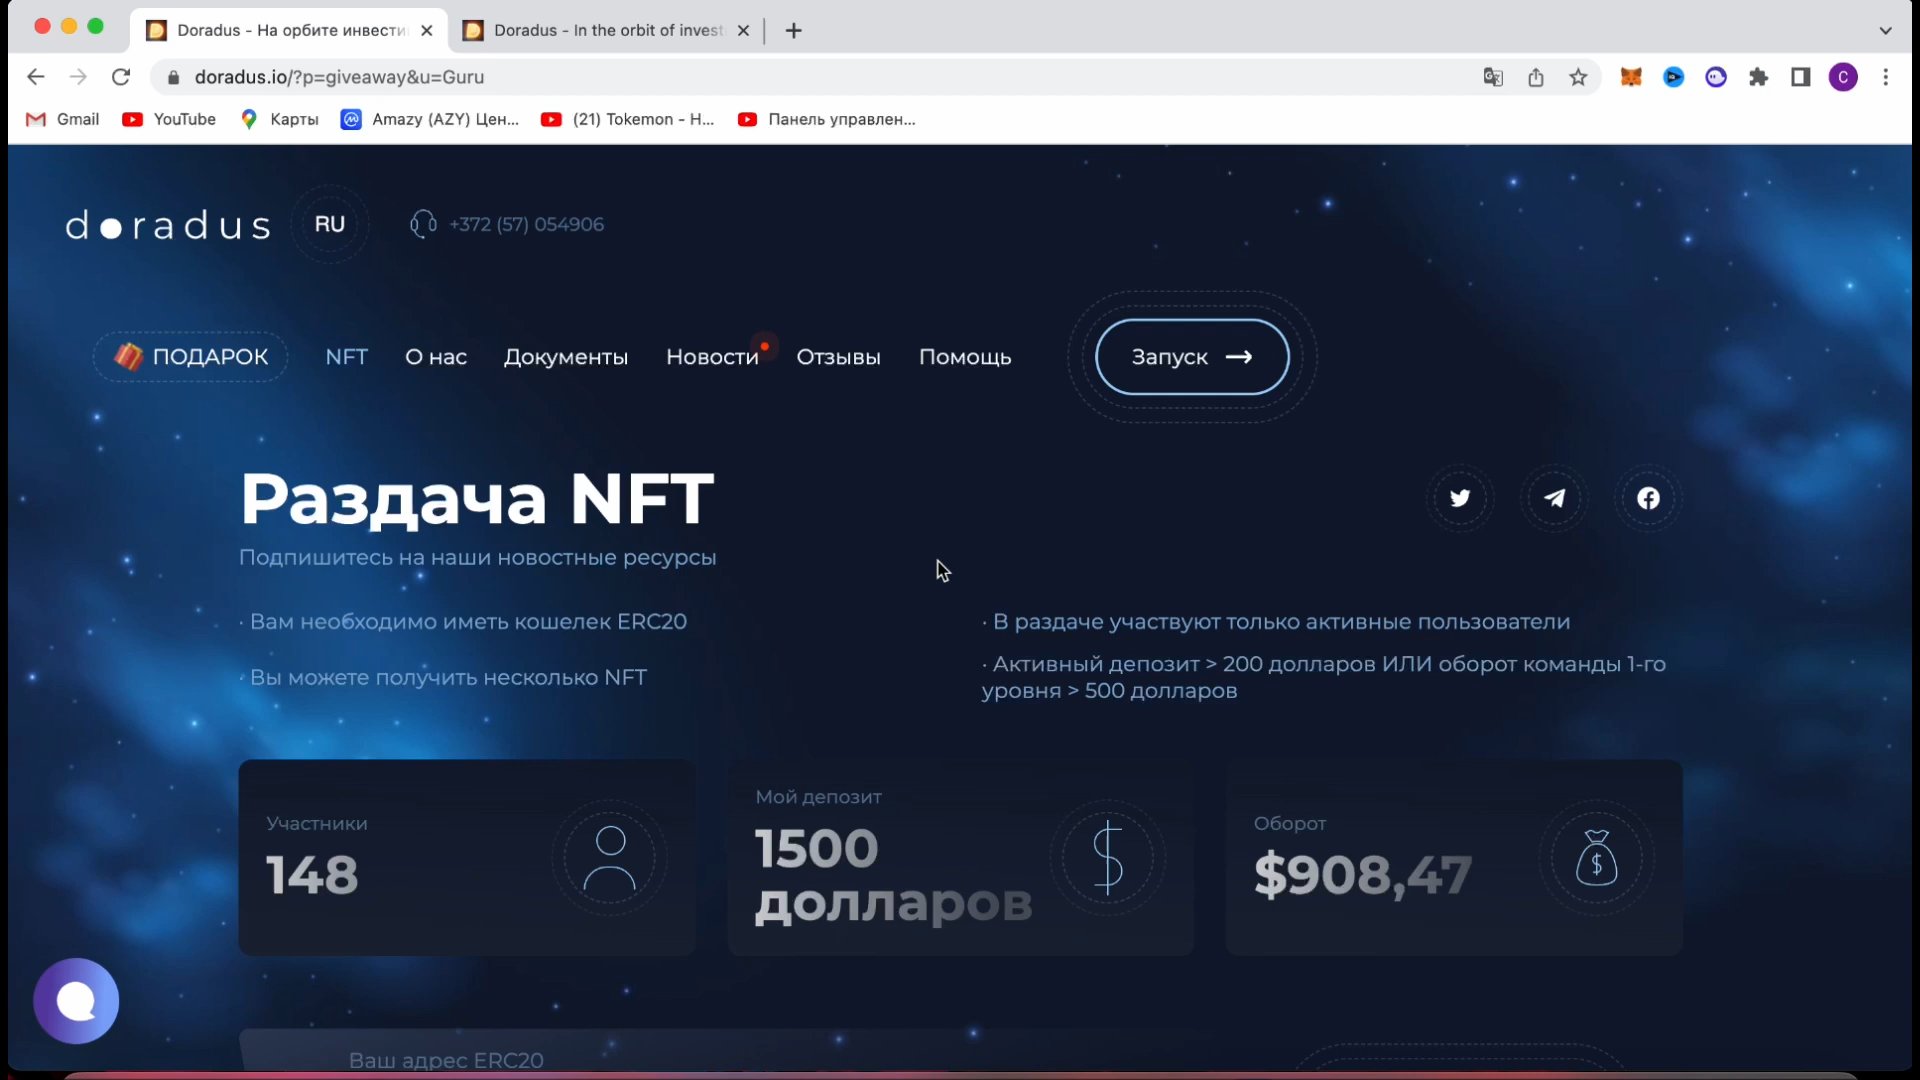 Doradus - На орбите инвести
Doradus - In the orbit of invest
doradus.io/?p=giveaway&u=Guru
C
Gmail
YouTube
Карты
Amazy (AZY) Цен...
(21) Tokemon - H...
Панель управлен...
doradus
RU
+372 (57) 054906
ПОДАРОК
NFT
О нас
Документы
Новости
Отзывы
Помощь
Запуск
Раздача NFT
Подпишитесь на наши новостные ресурсы
· Вам необходимо иметь кошелек ERC20
· Вы можете получить несколько NFT
· В раздаче участвуют только активные пользователи
· Активный депозит > 200 долларов ИЛИ оборот команды 1-го
уровня > 500 долларов
Участники
148
Мой депозит
1500
долларов
Оборот
$908,47
Ваш адрес ERC20